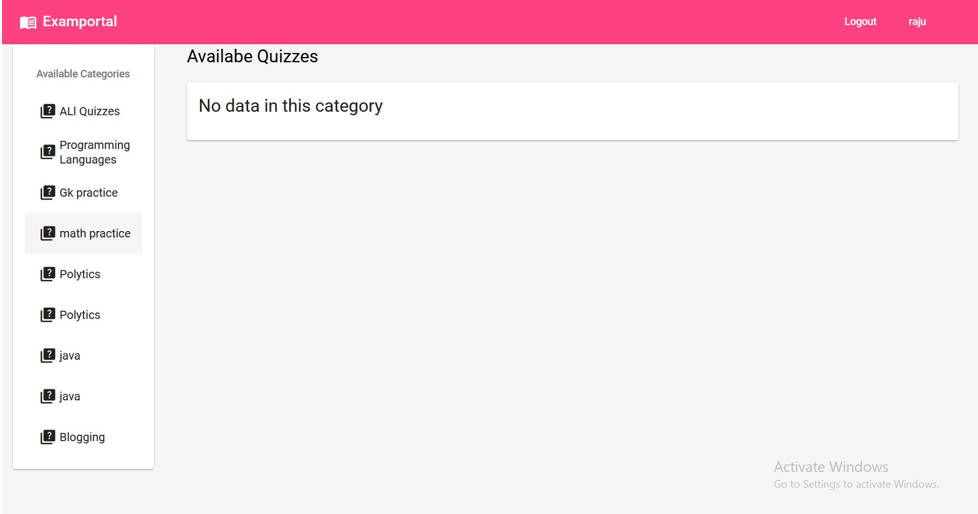 Examportal
Logout
raju
Available Categories
ALl Quizzes
Programming
Languages
Gk practice
math practice
Polytics
Polytics
java
java
Blogging
Availabe Quizzes
No data in this category
Activate Windows
Go to Settings to activate Windows.